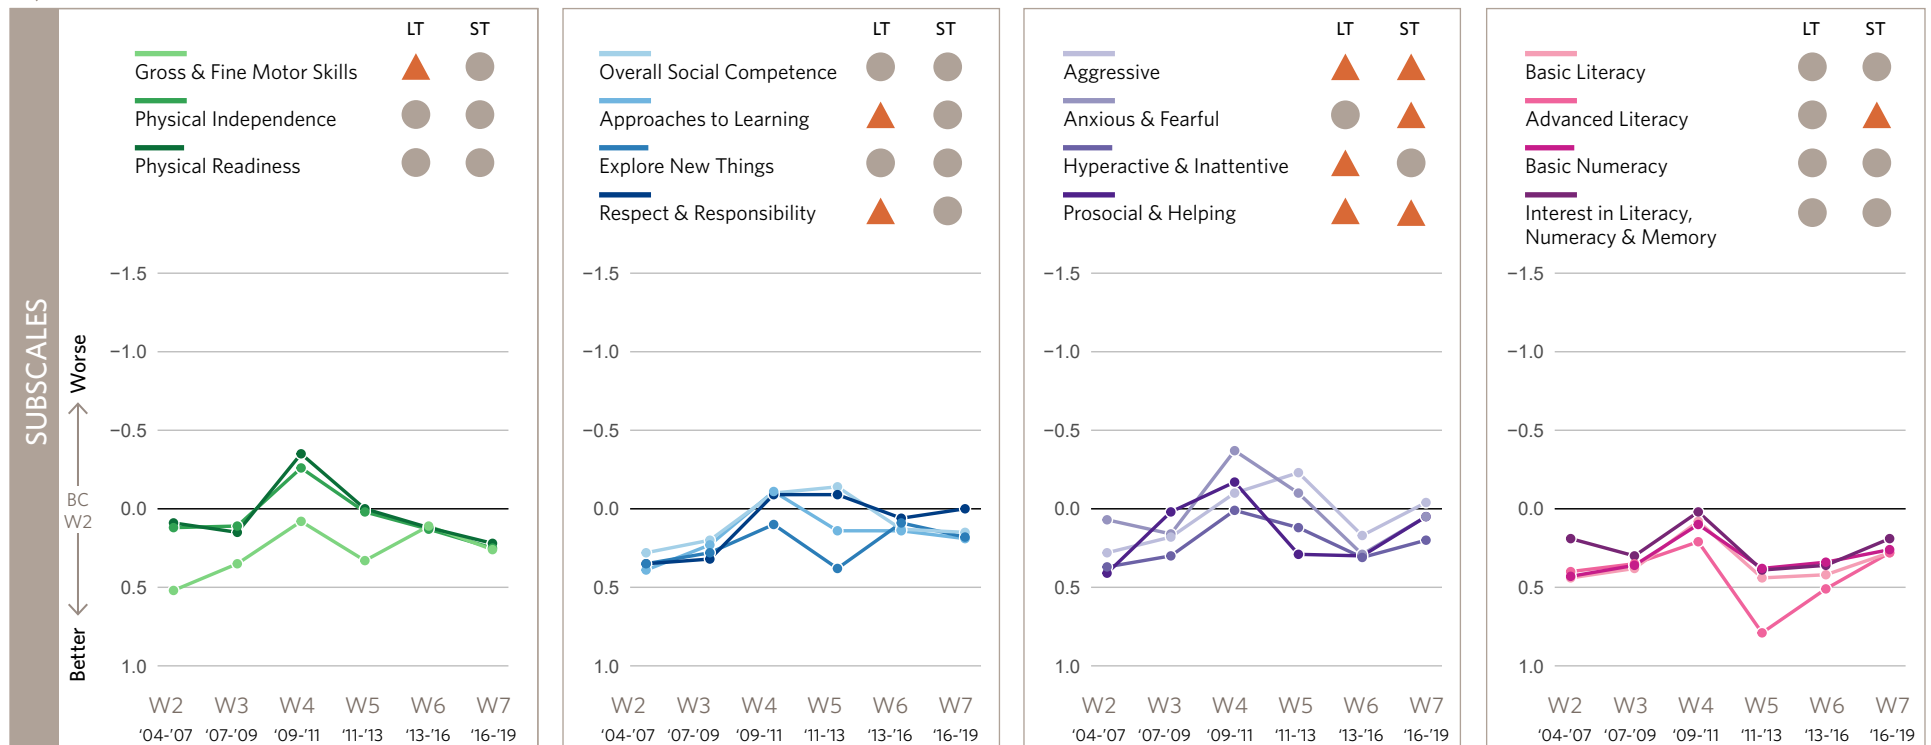 SUBSCALES
Worse
BC
W2
Better
LT ST
Gross & Fine Motor Skills
Physical Independence
Physical Readiness
−1.5
−1.0
−0.5
0.0
0.5
1.0
W2 W3 W4 W5 W6 W7
‘04-’07 ‘07-’09 ‘09-’11 ‘11-’13 ‘13-’16 ‘16-’19
LT ST
Overall Social Competence
Approaches to Learning
Explore New Things
Respect & Responsibility
−1.5
−1.0
−0.5
0.0
0.5
1.0
W2 W3 W4 W5 W6 W7
‘04-’07 ‘07-’09 ‘09-’11 ‘11-’13 ‘13-’16 ‘16-’19
LT ST
Aggressive
Anxious & Fearful
Hyperactive & Inattentive
Prosocial & Helping
−1.5
−1.0
−0.5
0.0
0.5
1.0
W2 W3 W4 W5 W6 W7
‘04-’07 ‘07-’09 ‘09-’11 ‘11-’13 ‘13-’16 ‘16-’19
LT ST
Basic Literacy
Advanced Literacy
Basic Numeracy
Interest in Literacy,
Numeracy & Memory
−1.5
−1.0
−0.5
0.0
0.5
1.0
W2 W3 W4 W5 W6 W7
‘04-’07 ‘07-’09 ‘09-’11 ‘11-’13 ‘13-’16 ‘16-’19